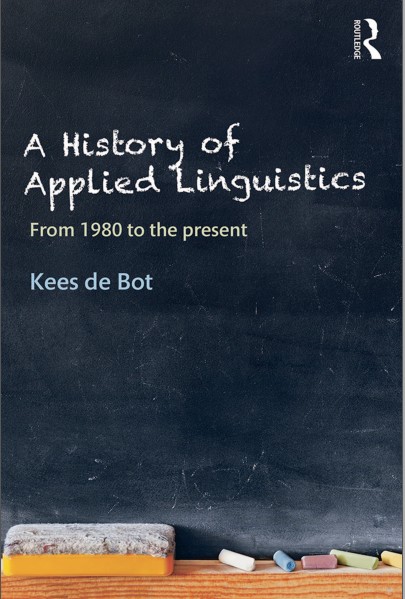 ROUTLEDGE
A History of
Applied Linguistics
From 1980 to the present
Kees de Bot